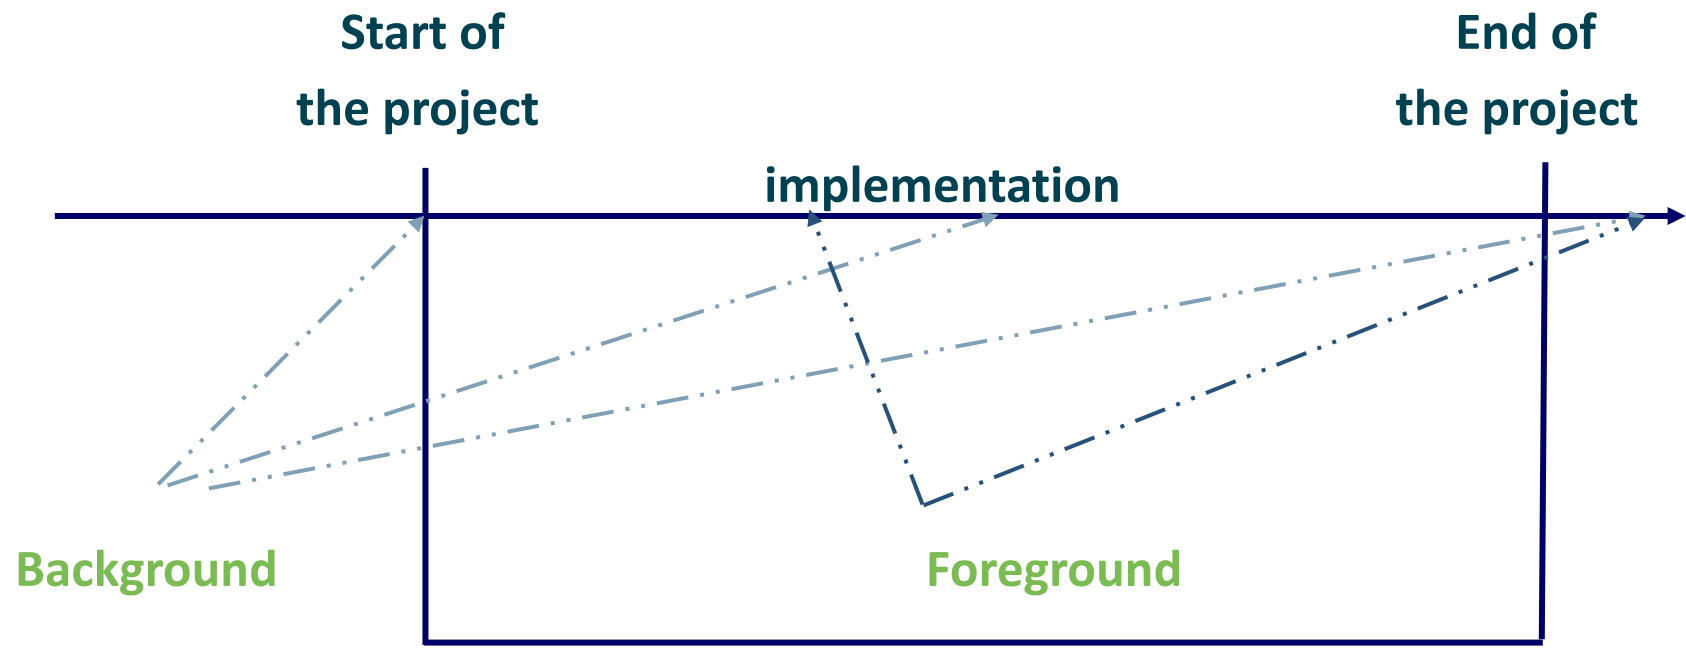 Start of
the project
End of
the project
implementation
Background
Foreground